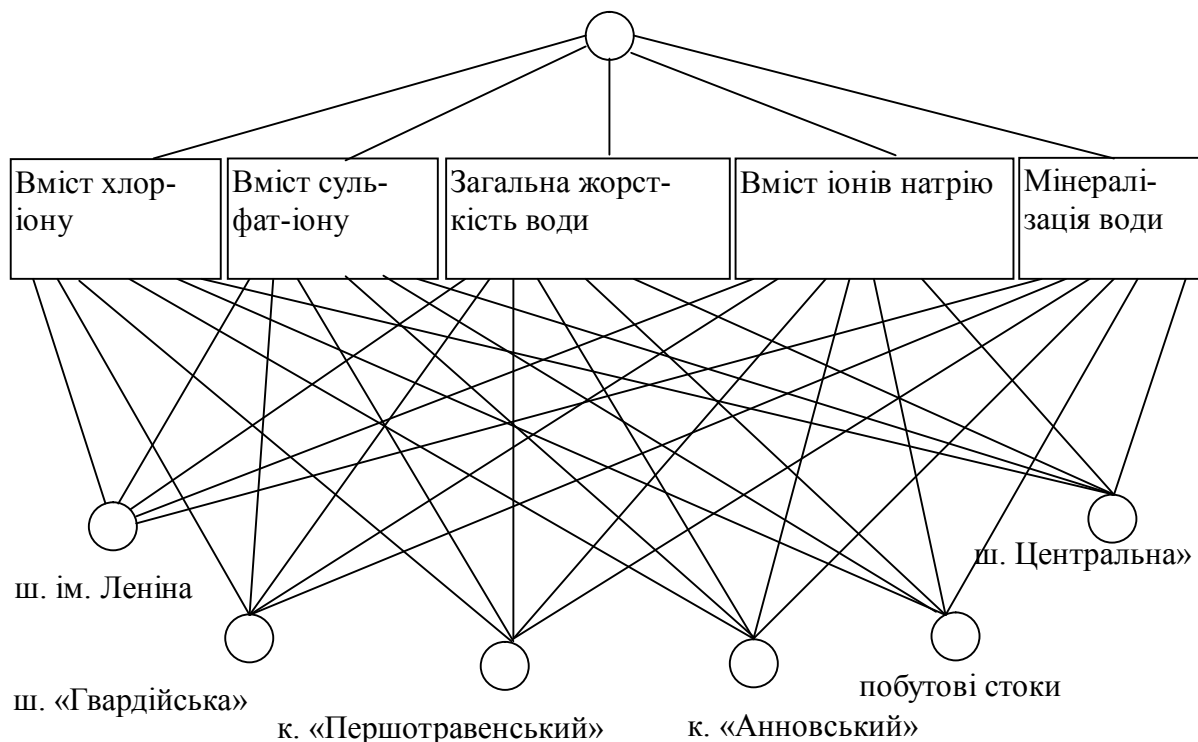 Вміст хлор-
іону
Вміст суль-
фат-іону
Загальна жорст-
кість води
Вміст іонів натрію
Мінералі-
зація води
ш. Центральна»
ш. ім. Леніна
побутові стоки
ш. «Гвардійська»
к. «Першотравенський»
к. «Анновський»